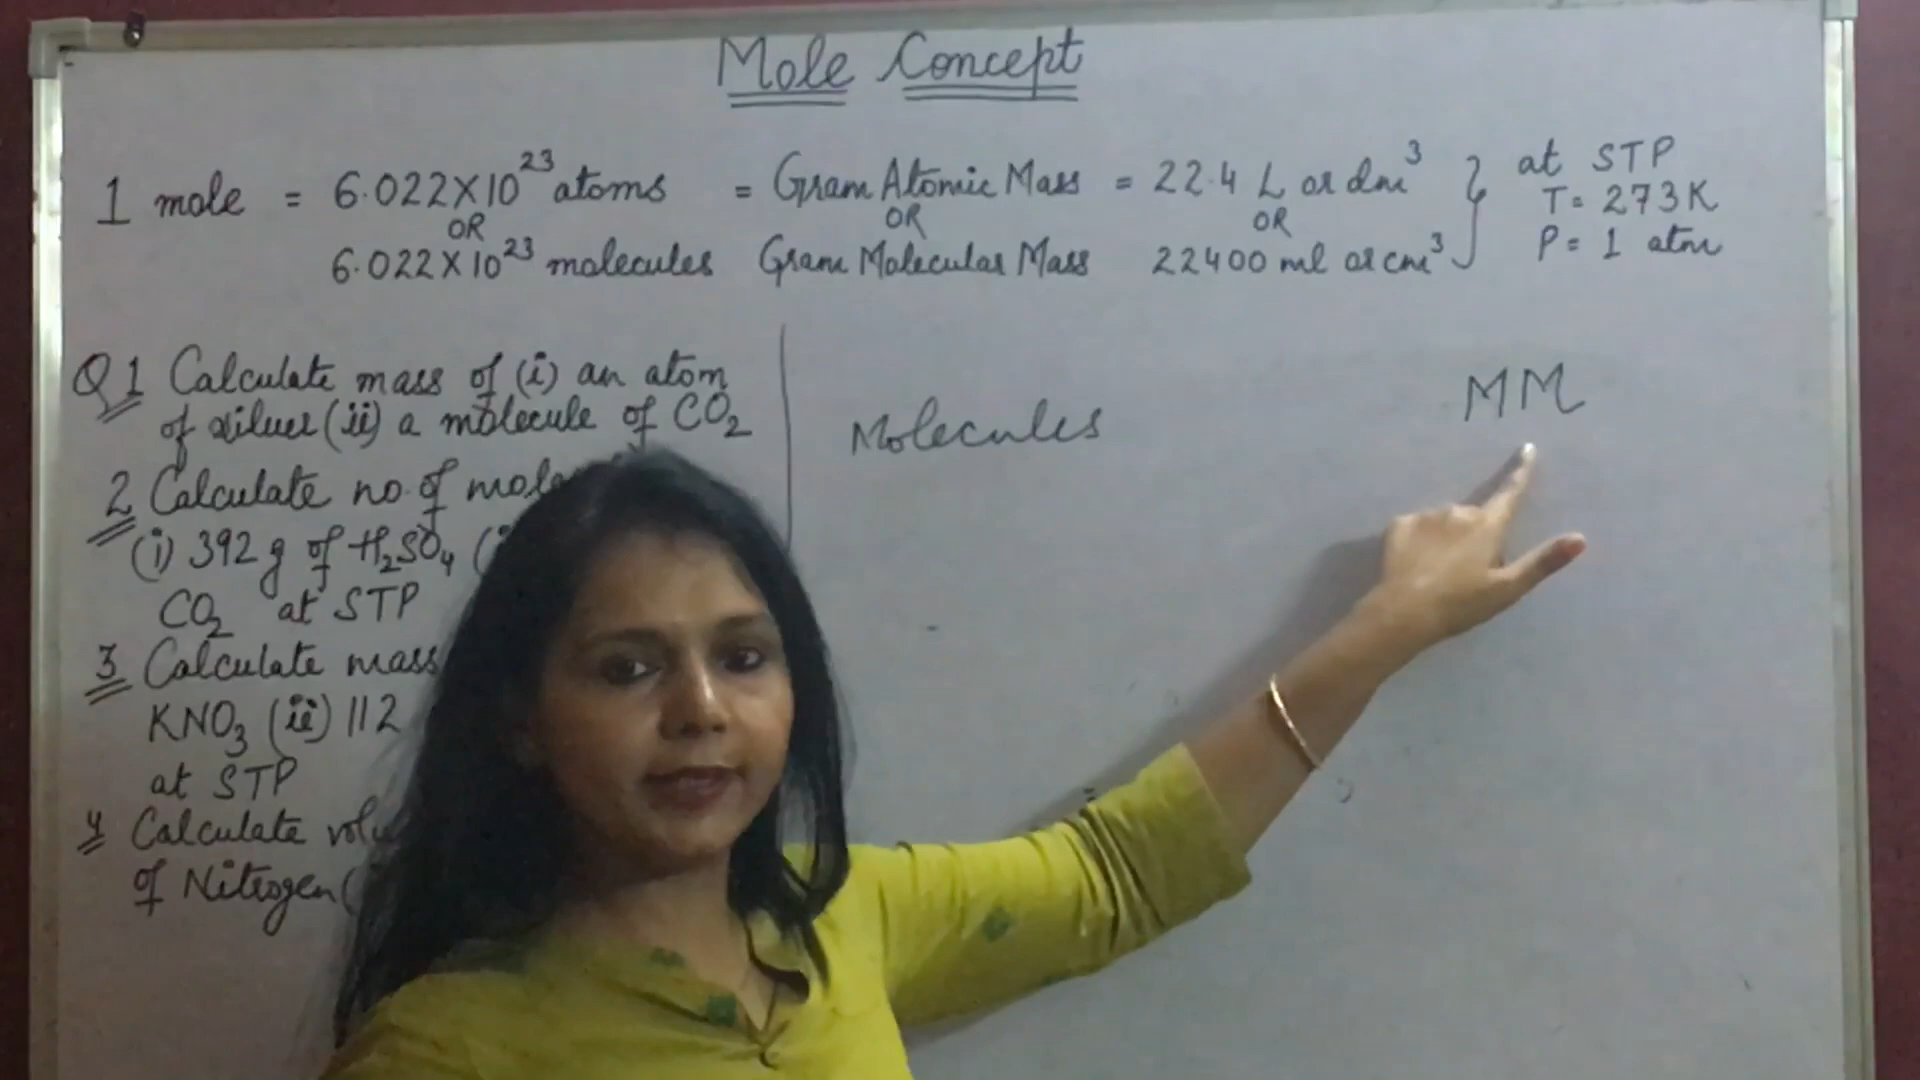 Mole Concept
1 mole = 6.022X10²³ atoms = Gram Atomic Mass = 22.4 L or dm³ } at STP
OR OR OR T= 273K
6.022X10²³ molecules Gram Molecular Mass 22400 ml or cm³ P= 1 atm
Q1 Calculate mass of (i) an atom
of silver (ii) a molecule of CO₂
2 Calculate no. of
(i) 392 g of H₂SO₄
CO₂ at STP
3 Calculate mass
KNO₃ (ii) 112
at STP
4 Calculate
of Nitrogen (
Molecules
MM